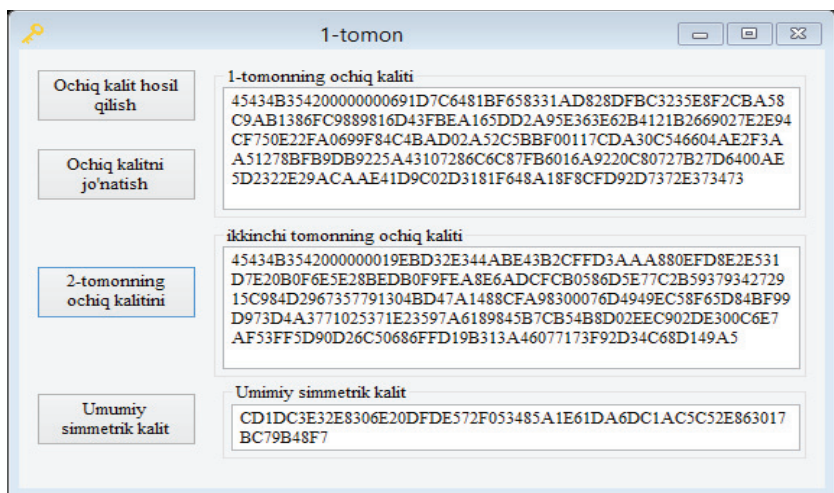 1-tomon
Ochiq kalit hosil
qilish
1-tomonning ochiq kaliti
45434B354200000000691D7C6481BF658331AD828DFBC3235E8F2CBA58
C9AB1386FC9889816D43FBEA165DD2A95E363E62B4121B2669027E2E94
CF750E22FA0699F84C4BAD02A52C5BBF00117CDA30C546604AE2F3A
A51278BFB9DB9225A43107286C6C87FB6016A9220C80727B27D6400AE
5D2322E29ACAAE41D9C02D3181F648A18F8CFD92D7372E373473
Ochiq kalitni
jo'natish
ikkinchi tomonning ochiq kaliti
45434B3542000000019EBD32E344ABE43B2CFFD3AAA880EFD8E2E531
D7E20B0F6E5E28BEDB0F9FEA8E6ADCFCB0586D5E77C2B59379342729
15C984D2967357791304BD47A1488CFA98300076D4949EC58F65D84BF99
D973D4A3771025371E23597A6189845B7CB54B8D02EEC902DE300C6E7
AF53FF5D90D26C50686FFD19B313A46077173F92D34C68D149A5
2-tomonning
ochiq kalitini
Umumiy
simmetrik kalit
Umimiy simmetrik kalit
CD1DC3E32E8306E20DFDE572F053485A1E61DA6DC1AC5C52E863017
BC79B48F7